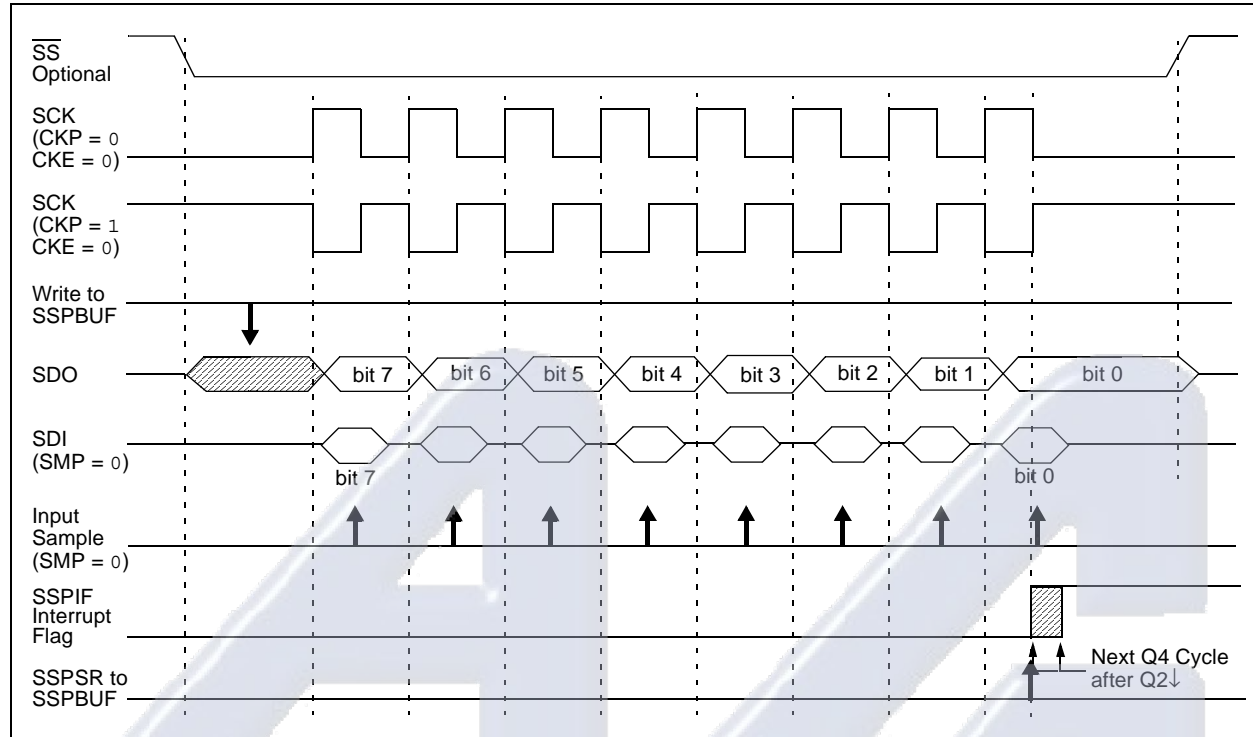 SS
Optional
SCK
(CKP = 0
CKE = 0)
SCK
(CKP = 1
CKE = 0)
Write to
SSPBUF
SDO
bit 7 bit 6 bit 5 bit 4 bit 3 bit 2 bit 1 bit 0
SDI
(SMP = 0)
bit 7 bit 0
Input
Sample
(SMP = 0)
SSPIF
Interrupt
Flag
Next Q4 Cycle
after Q2↓
SSPSR to
SSPBUF